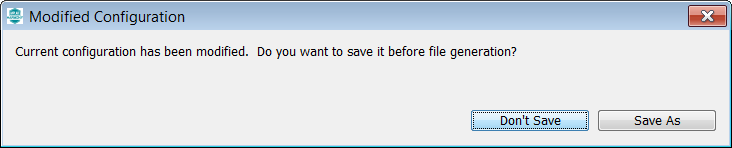 Modified Configuration
Current configuration has been modified.  Do you want to save it before file generation?
Don't Save
Save As